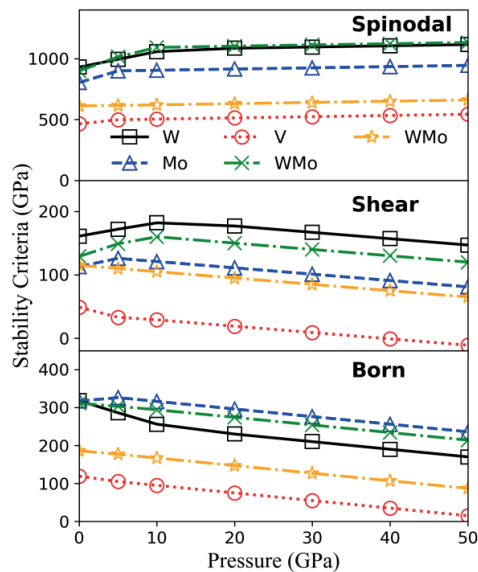 Spinodal
1000
500
0
W
V
WMo
Mo
WMo
Shear
200
100
0
Born
400
300
200
100
0
0
10
20
30
40
50
Stability Criteria (GPa)
Pressure (GPa)